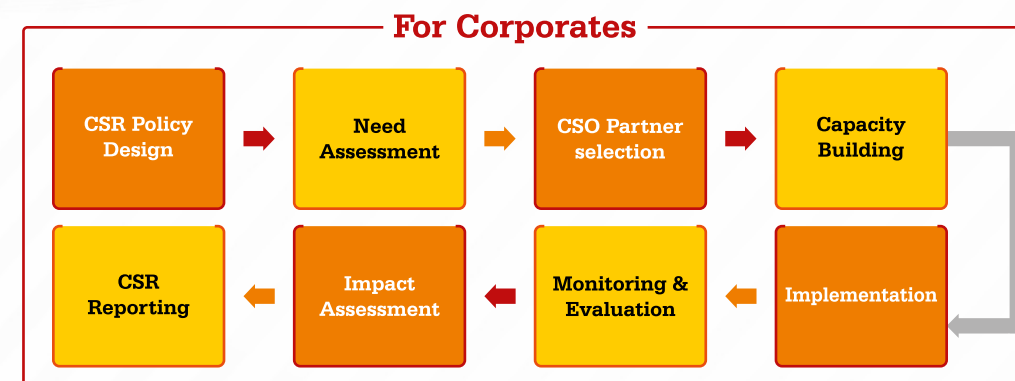 For Corporates
CSR Policy
Design
Need
Assessment
CSO Partner
selection
Capacity
Building
Implementation
Monitoring &
Evaluation
Impact
Assessment
CSR
Reporting